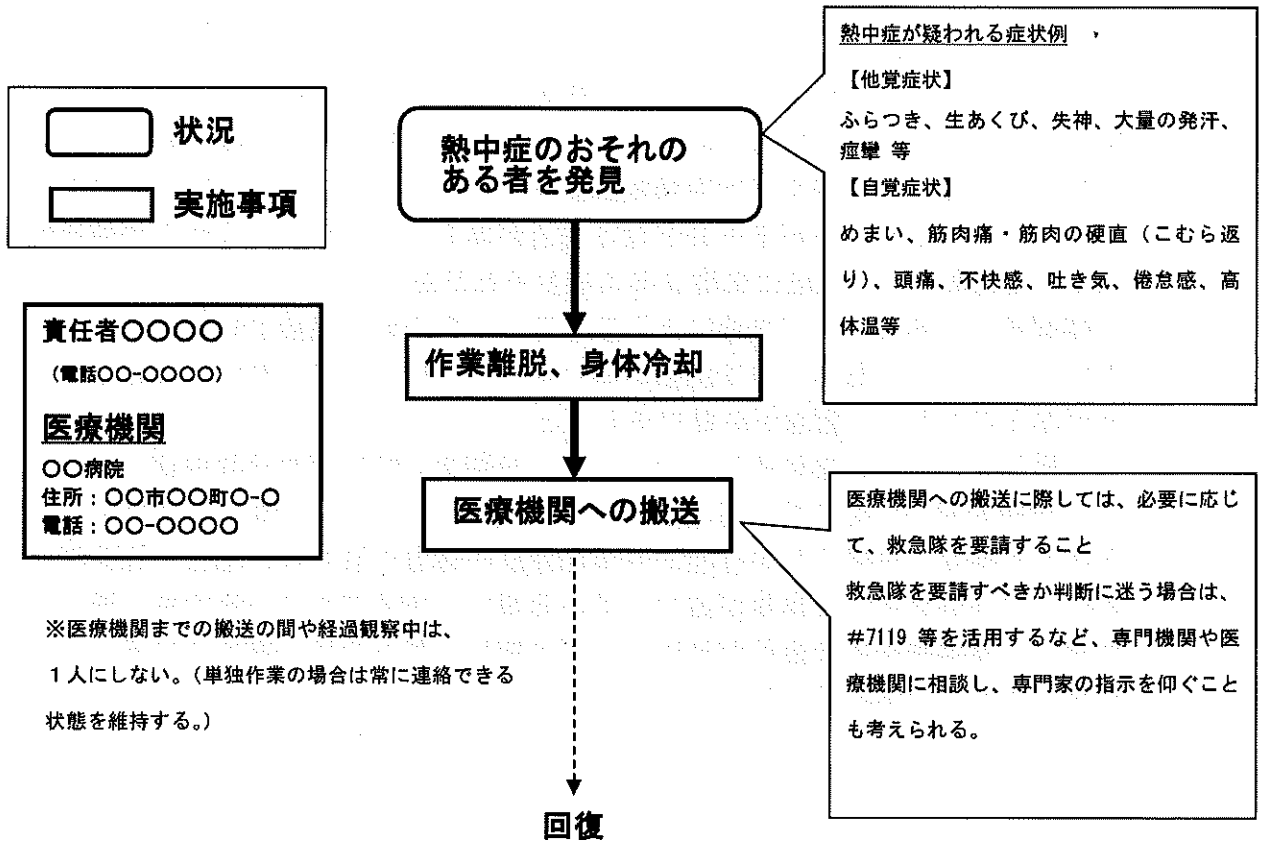 状況
実施事項
責任者〇〇〇〇
(電話〇〇-〇〇〇〇)
医療機関
〇〇病院
住所:〇〇市〇〇町〇-〇
電話:〇〇-〇〇〇〇
※医療機関までの搬送の間や経過観察中は、
1人にしない。(単独作業の場合は常に連絡できる
状態を維持する。)
熱中症のおそれの
ある者を発見
作業離脱、身体冷却
医療機関への搬送
回復
熱中症が疑われる症状例
【他覚症状】
ふらつき、生あくび、失神、大量の発汗、
痙攣 等
【自覚症状】
めまい、筋肉痛・筋肉の硬直(こむら返
り)、頭痛、不快感、吐き気、倦怠感、高
体温等
医療機関への搬送に際しては、必要に応じ
て、救急隊を要請すること
救急隊を要請すべきか判断に迷う場合は、
#7119 等を活用するなど、専門機関や医
療機関に相談し、専門家の指示を仰ぐこと
も考えられる。